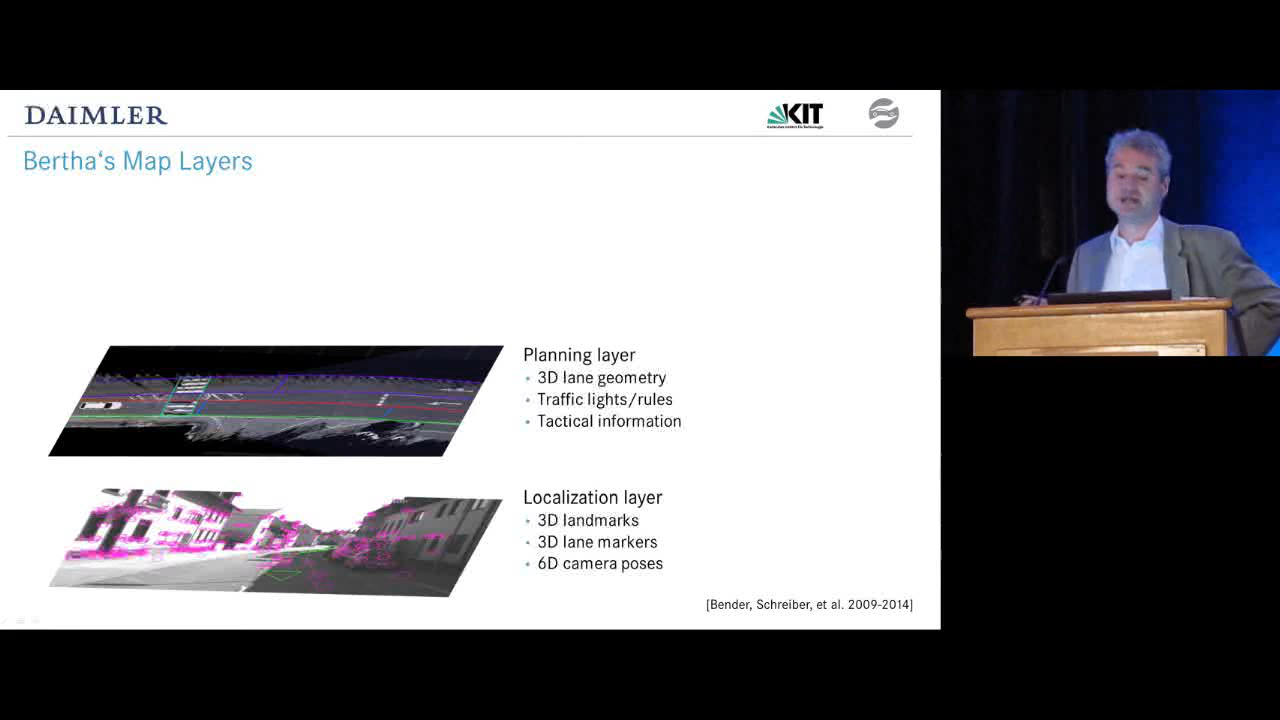 DAIMLER
KIT
Bertha's Map Layers
Planning layer
• 3D lane geometry
• Traffic lights/rules
• Tactical information
Localization layer
• 3D landmarks
• 3D lane markers
• 6D camera poses
[Bender, Schreiber, et al. 2009-2014]